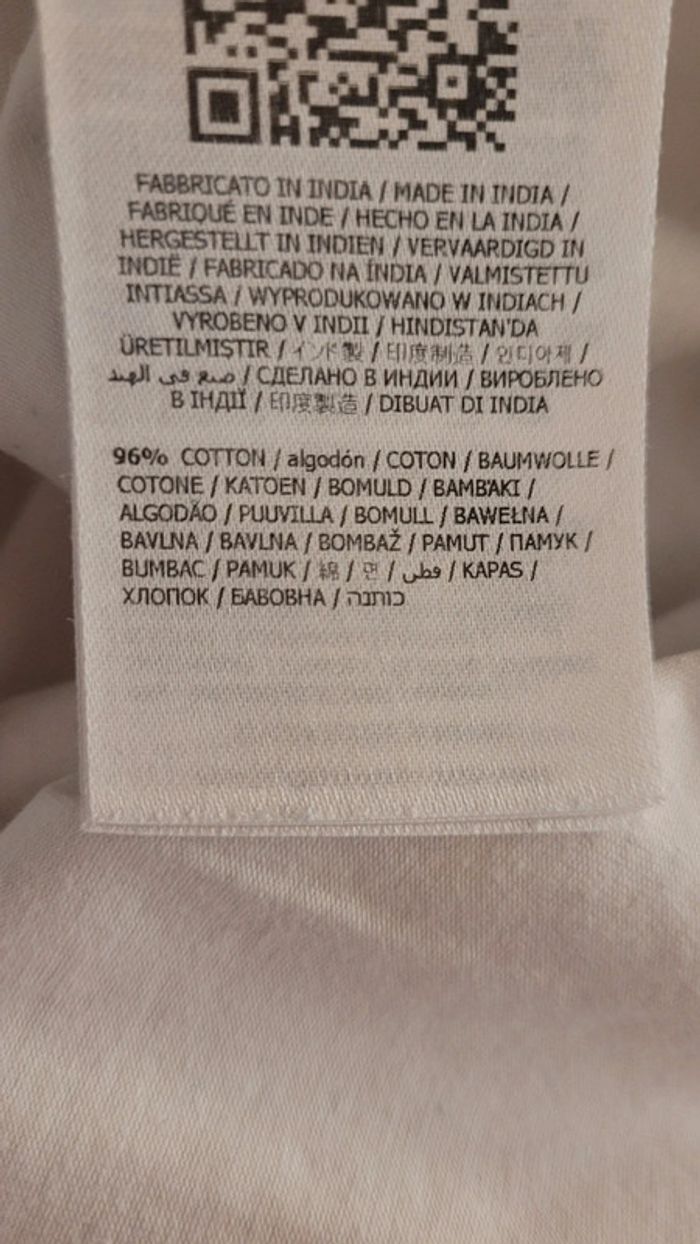 FABBRICATO IN INDIA / MADE IN INDIA /
FABRIQUÉ EN INDE / HECHO EN LA INDIA /
HERGESTELLT IN INDIEN / VERVAARDIGD IN
INDIË / FABRICADO NA ÍNDIA / VALMISTETTU
INTIASSA / WYPRODUKOWANO W INDIACH /
VYROBENO V INDII / HINDISTAN'DA
ÜRETILMISTIR / インド製 / 印度制造 / 인디아제 /
صنع في الهند / СДЕЛАНО В ИНДИИ / ВИРОБЛЕНО
В ІНДІЇ / 印度製造 / DIBUAT DI INDIA
96% COTTON / algodón / COTON / BAUMWOLLE /
COTONE / KATOEN / BOMULD / BAMBAKI /
ALGODÃO / PUUVILLA / BOMULL / BAWEŁNA /
BAVLNA / BAVLNA / BOMBAŽ / PAMUT / ПАМУК /
BUMBAC / PAMUK / 綿 / 면 / قطن / KAPAS /
ХЛОПОК / БАВОВНА / כותנה